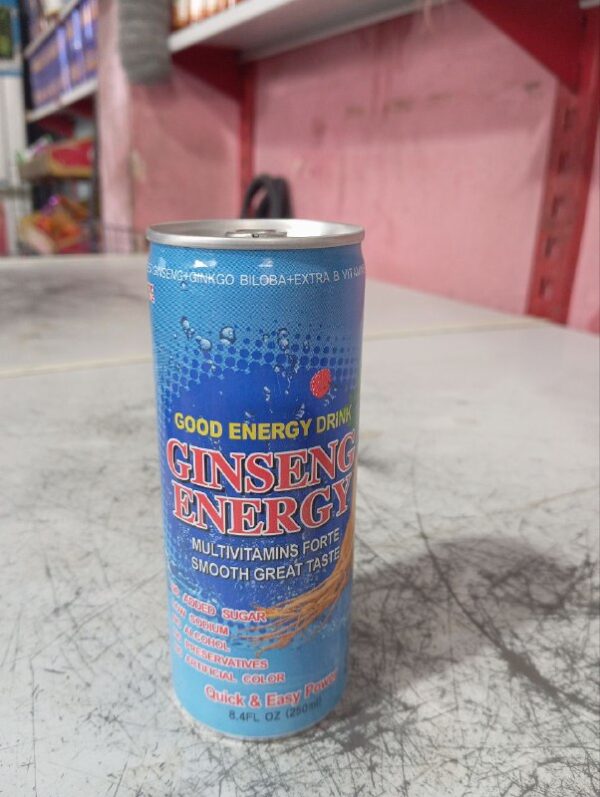 GINSENG+GINKGO BILOBA+EXTRA B VITAMIN
GOOD ENERGY DRINK
GINSENG
ENERGY
MULTIVITAMINS FORTE
SMOOTH GREAT TASTE
ADDED SUGAR
SODIUM
ALCOHOL
PRESERVATIVES
ARTIFICIAL COLOR
Quick & Easy Power
8.4FL OZ (250ml)